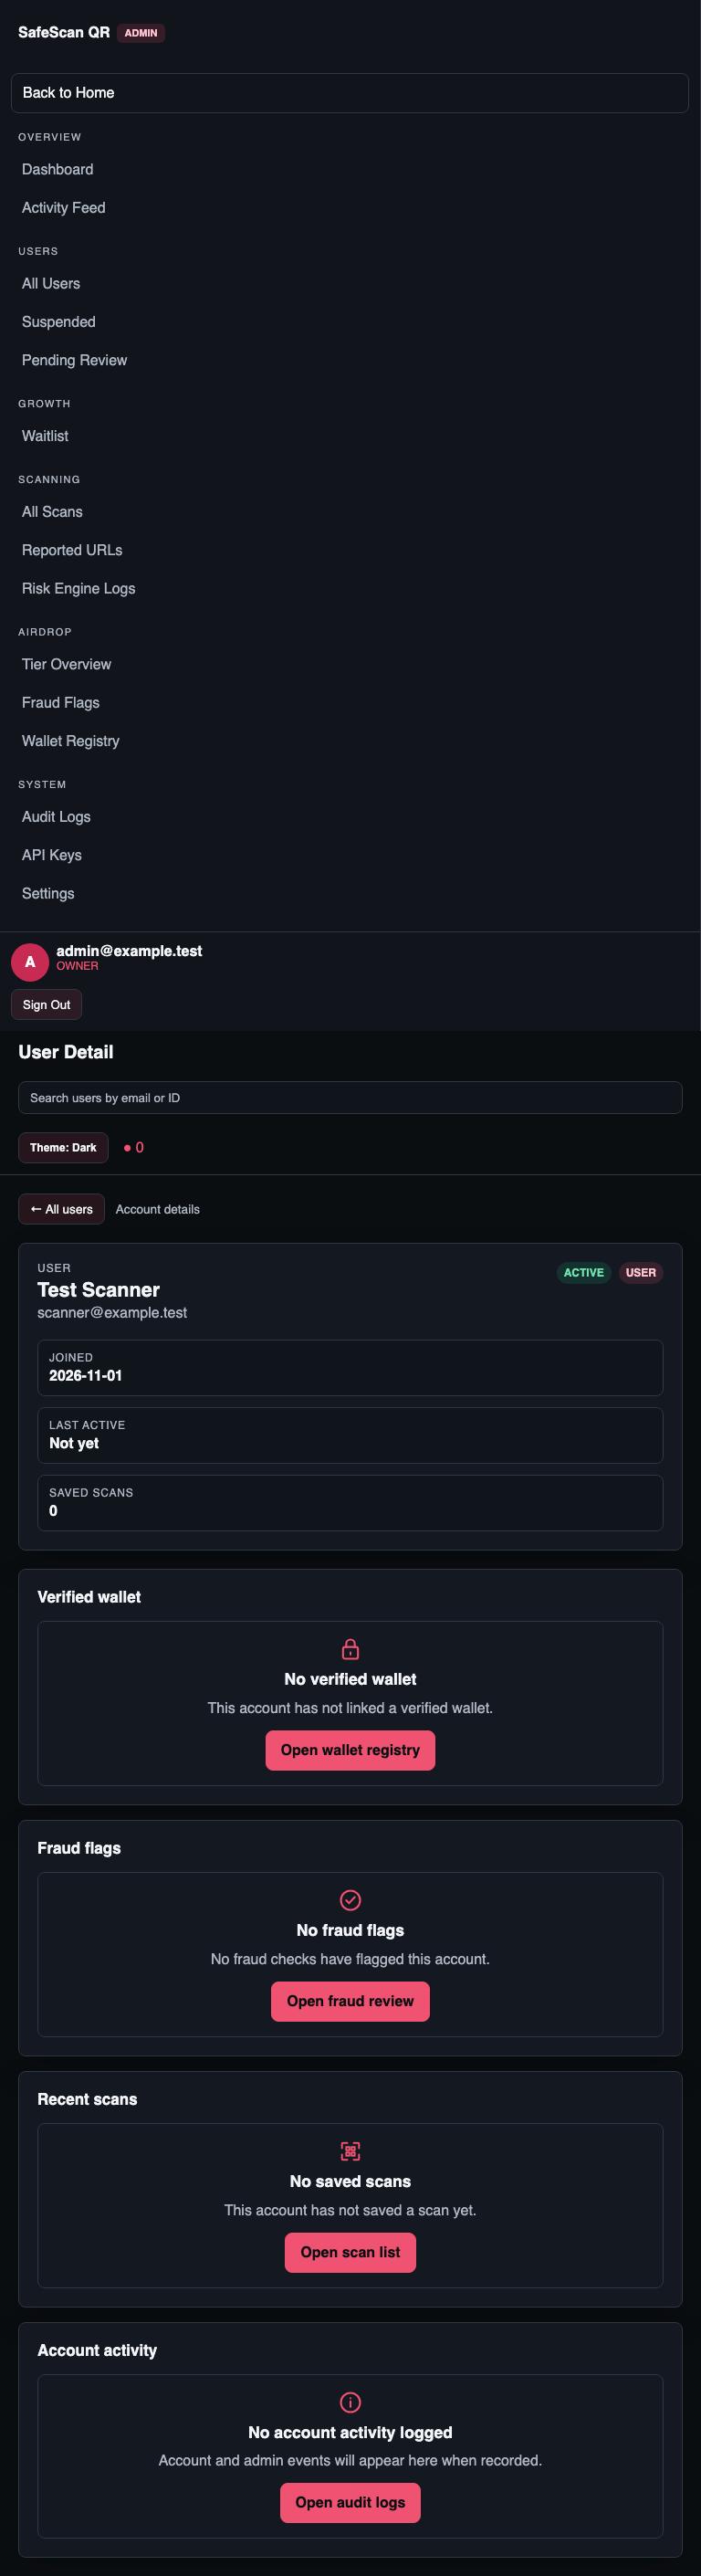 SafeScan QR ADMIN
Back to Home
OVERVIEW
Dashboard
Activity Feed
USERS
All Users
Suspended
Pending Review
GROWTH
Waitlist
SCANNING
All Scans
Reported URLs
Risk Engine Logs
AIRDROP
Tier Overview
Fraud Flags
Wallet Registry
SYSTEM
Audit Logs
API Keys
Settings
A
admin@example.test
OWNER
Sign Out
User Detail
Search users by email or ID
Theme: Dark
0
← All users
Account details
USER
ACTIVE USER
Test Scanner
scanner@example.test
JOINED
2026-11-01
LAST ACTIVE
Not yet
SAVED SCANS
0
Verified wallet
No verified wallet
This account has not linked a verified wallet.
Open wallet registry
Fraud flags
No fraud flags
No fraud checks have flagged this account.
Open fraud review
Recent scans
No saved scans
This account has not saved a scan yet.
Open scan list
Account activity
No account activity logged
Account and admin events will appear here when recorded.
Open audit logs